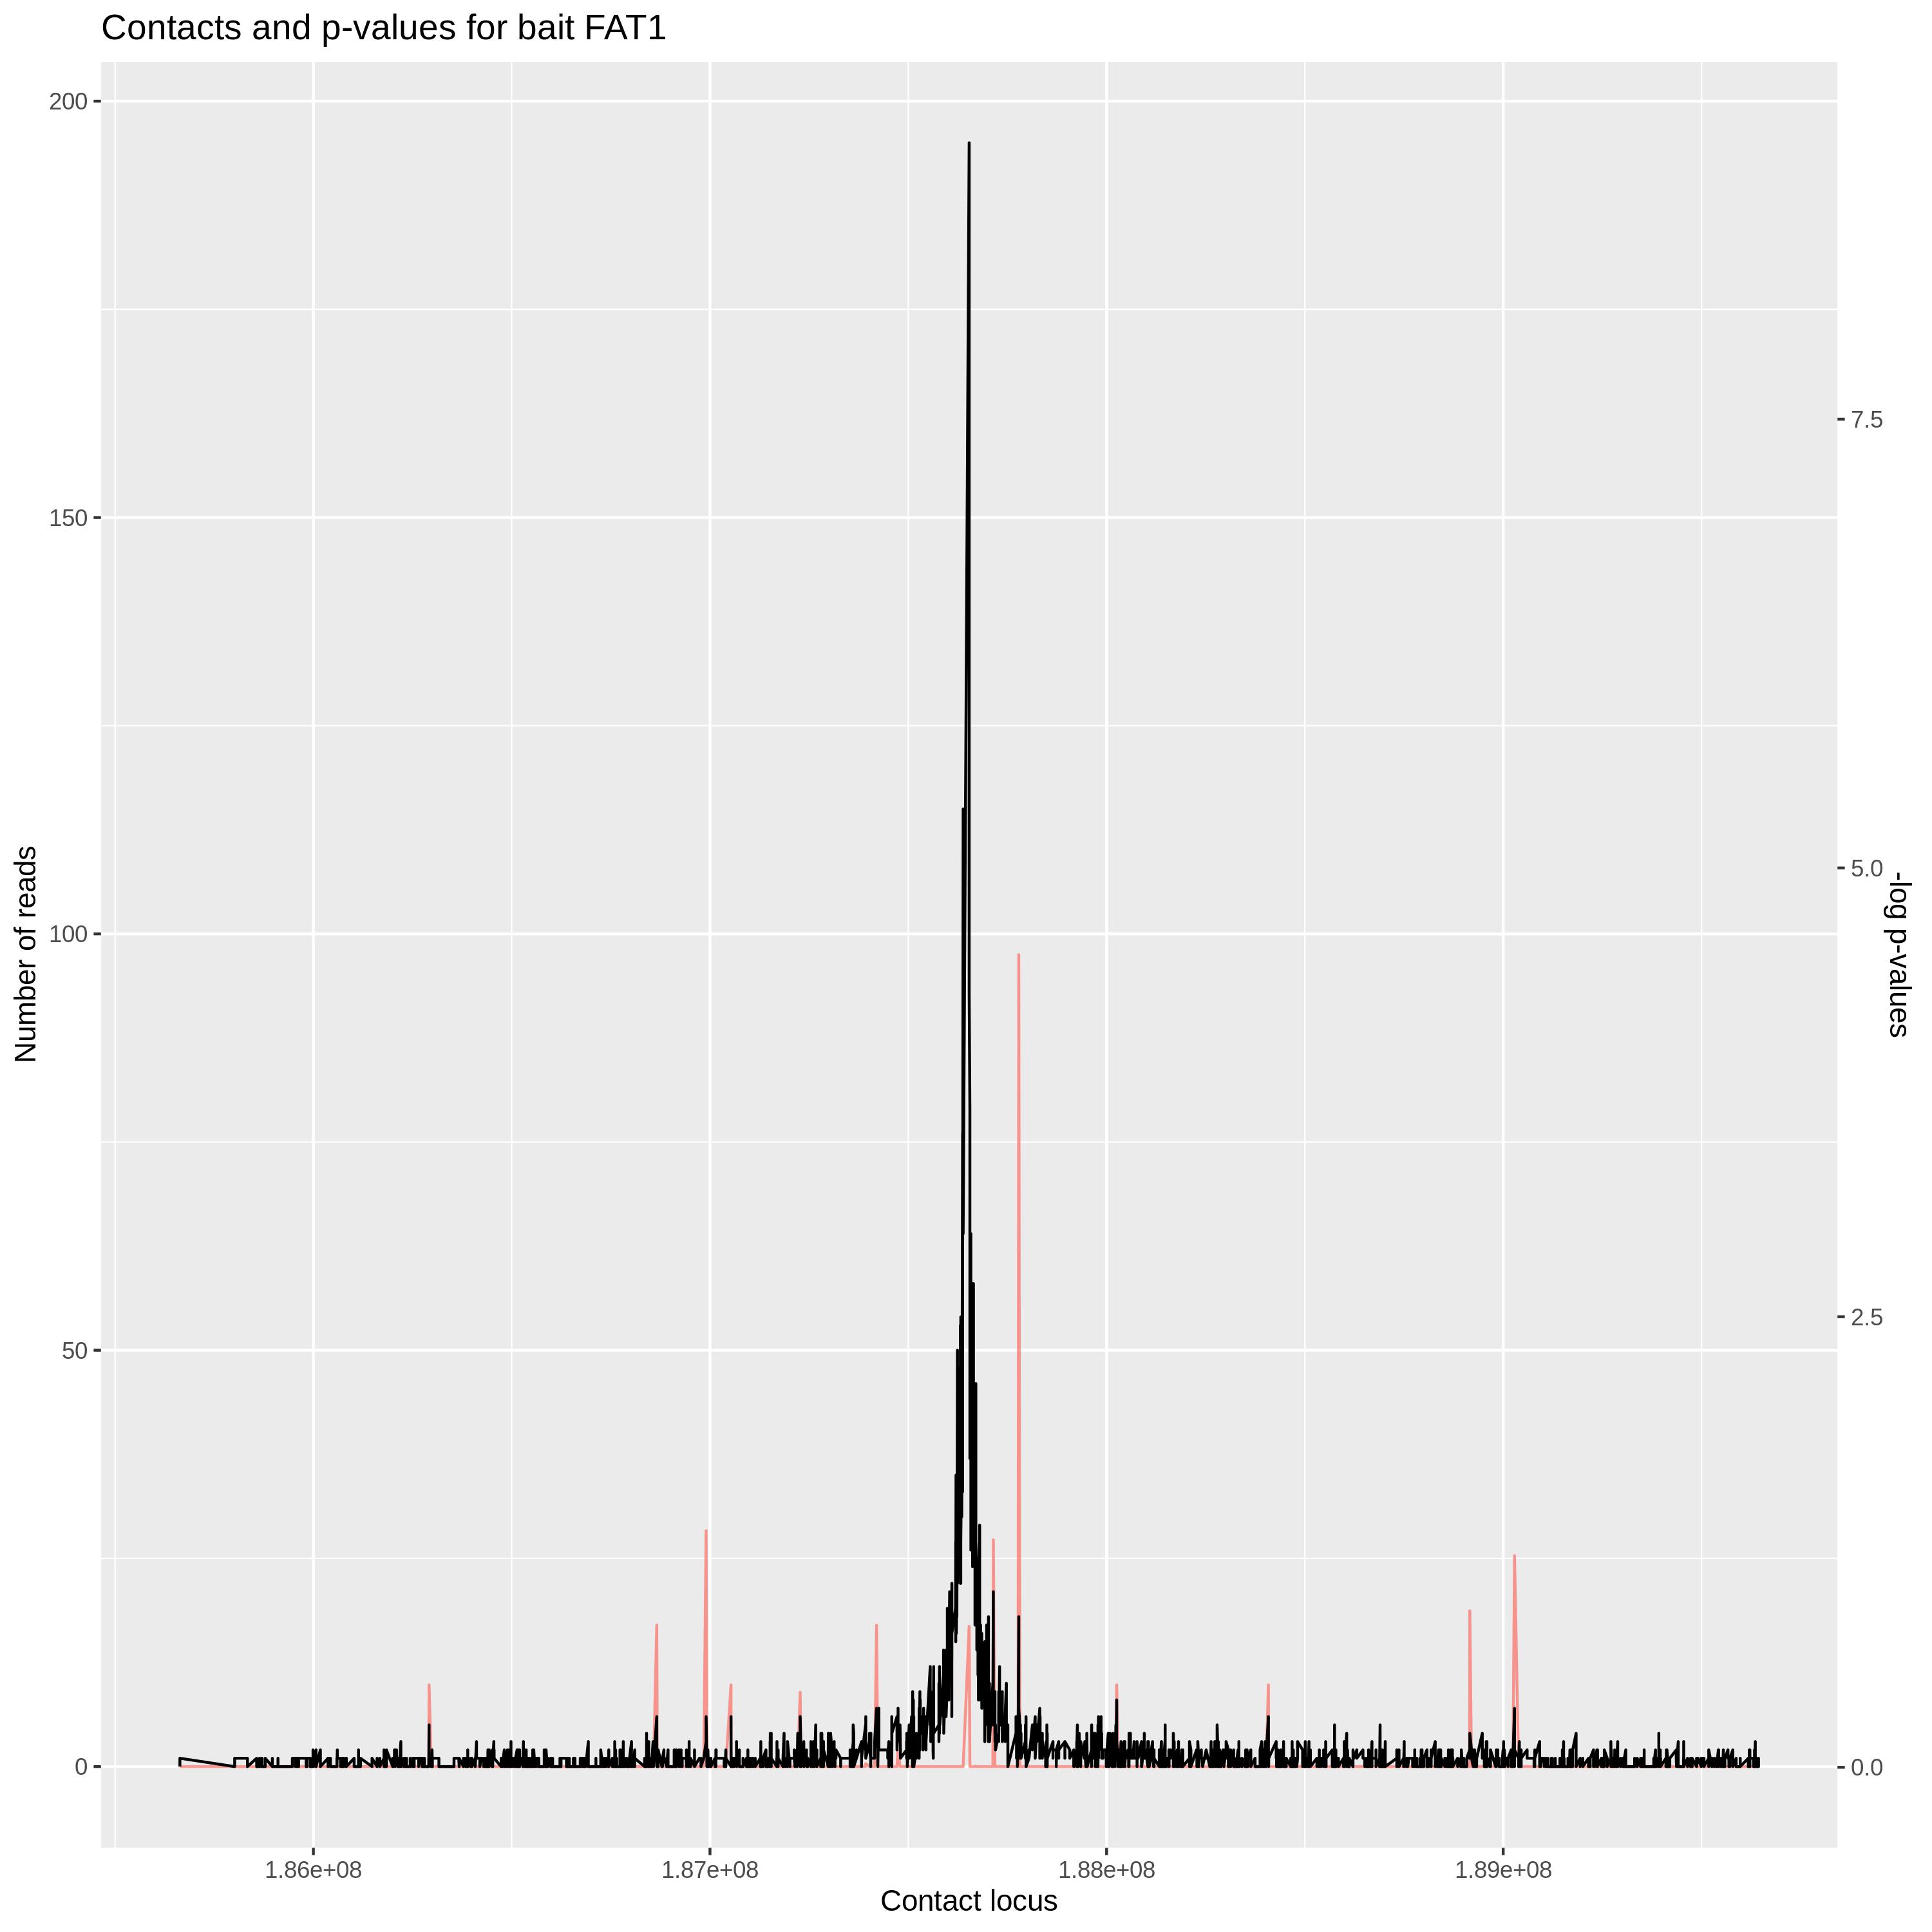 Contacts and p-values for bait FAT1
200
150
100
50
0
Number of reads
7.5
5.0
2.5
0.0
-log p-values
1.86e+08 1.87e+08 1.88e+08 1.89e+08
Contact locus